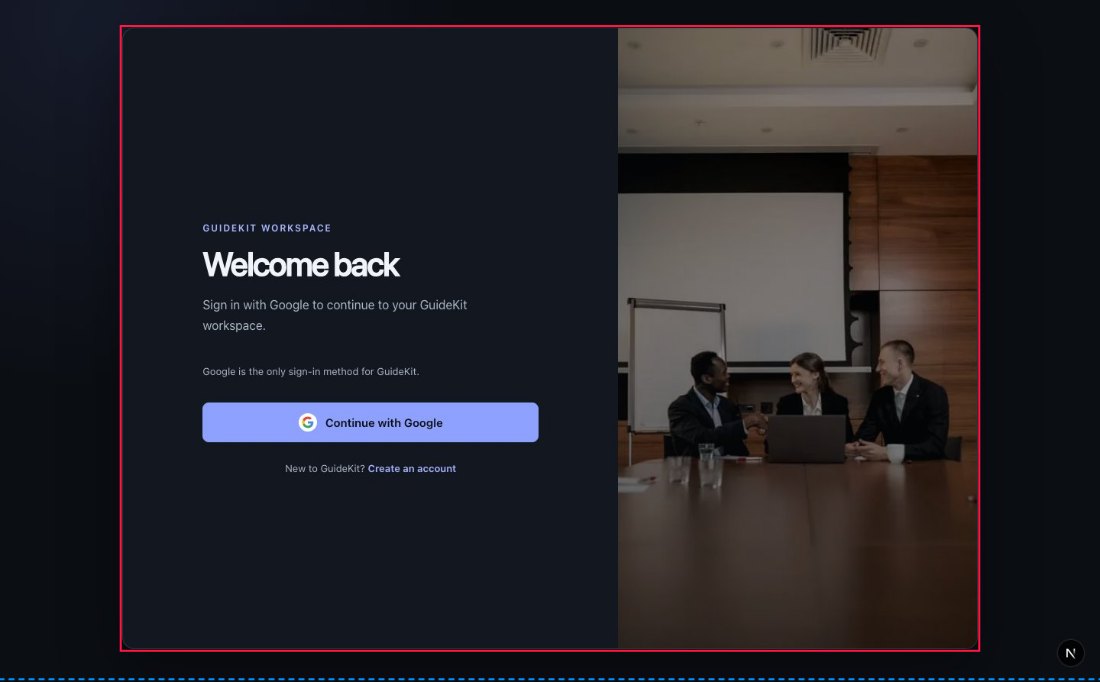 GUIDEKIT WORKSPACE
Welcome back
Sign in with Google to continue to your GuideKit
workspace.
Google is the only sign-in method for GuideKit.
Continue with Google
New to GuideKit? Create an account
N